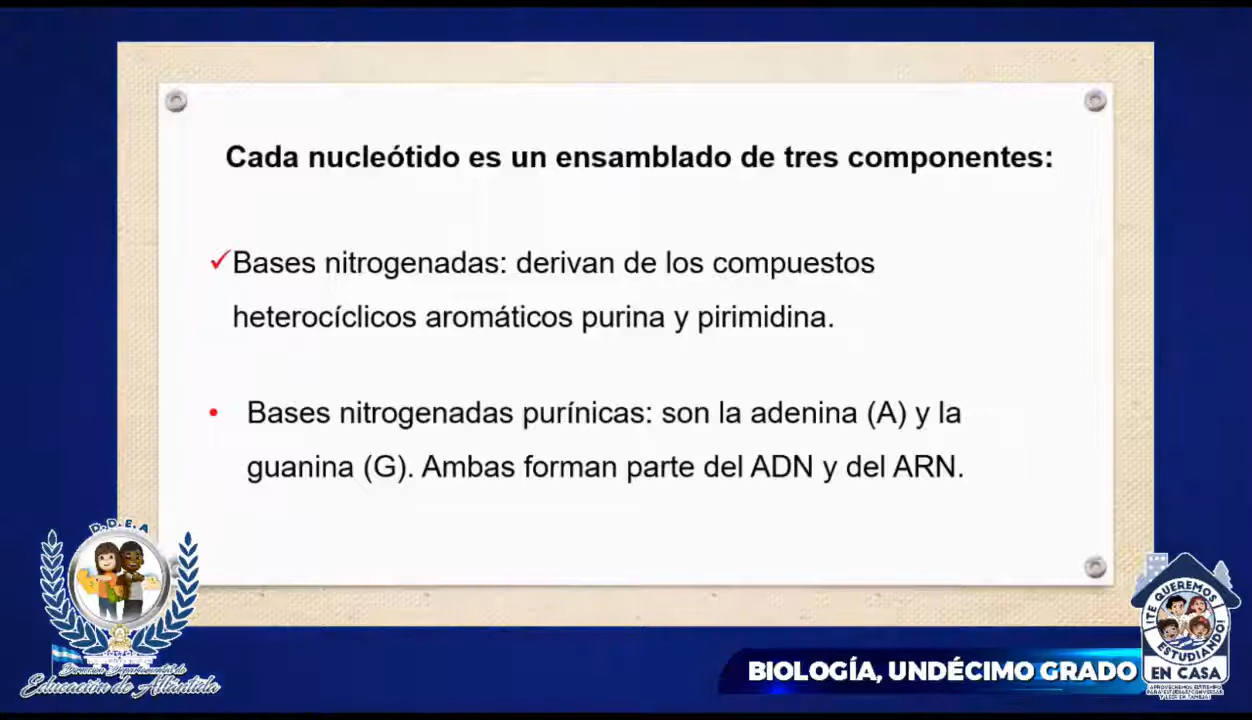 Cada nucleótido es un ensamblado de tres componentes:
Bases nitrogenadas: derivan de los compuestos
heterocíclicos aromáticos purina y pirimidina.
Bases nitrogenadas purínicas: son la adenina (A) y la
guanina (G). Ambas forman parte del ADN y del ARN.
D.D.E.A
Dirección Departamental de
Educación de Atlántida
BIOLOGÍA, UNDÉCIMO GRADO
¡TE QUEREMOS
ESTUDIANDO!
EN CASA